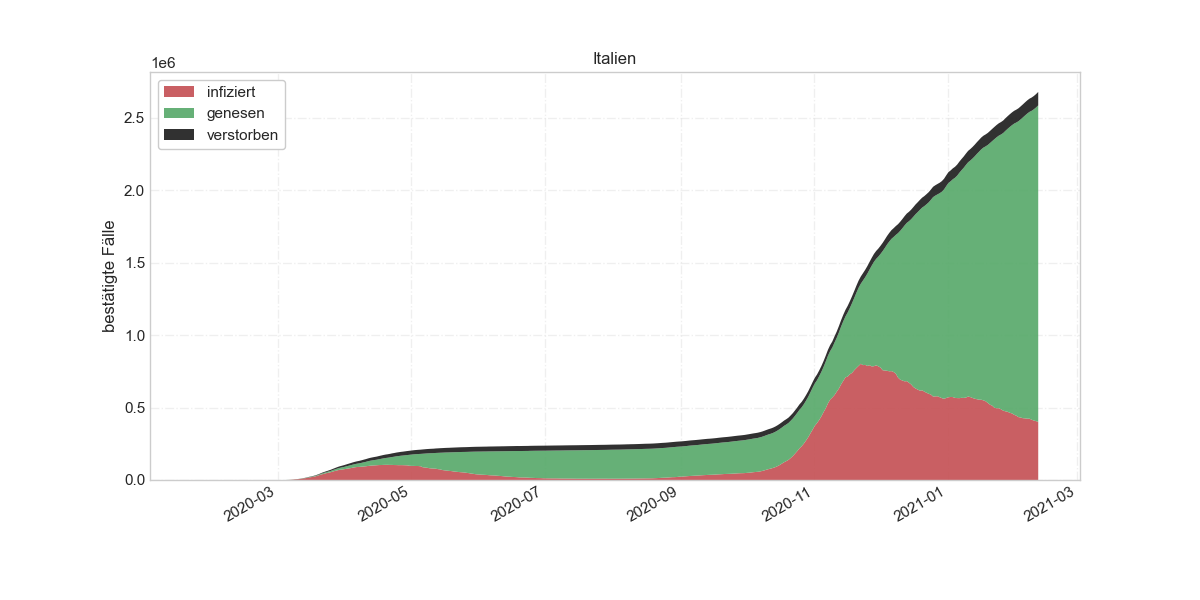 Italien
1e6
infiziert
genesen
verstorben
bestätigte Fälle
2.5
2.0
1.5
1.0
0.5
0.0
2020-03
2020-05
2020-07
2020-09
2020-11
2021-01
2021-03